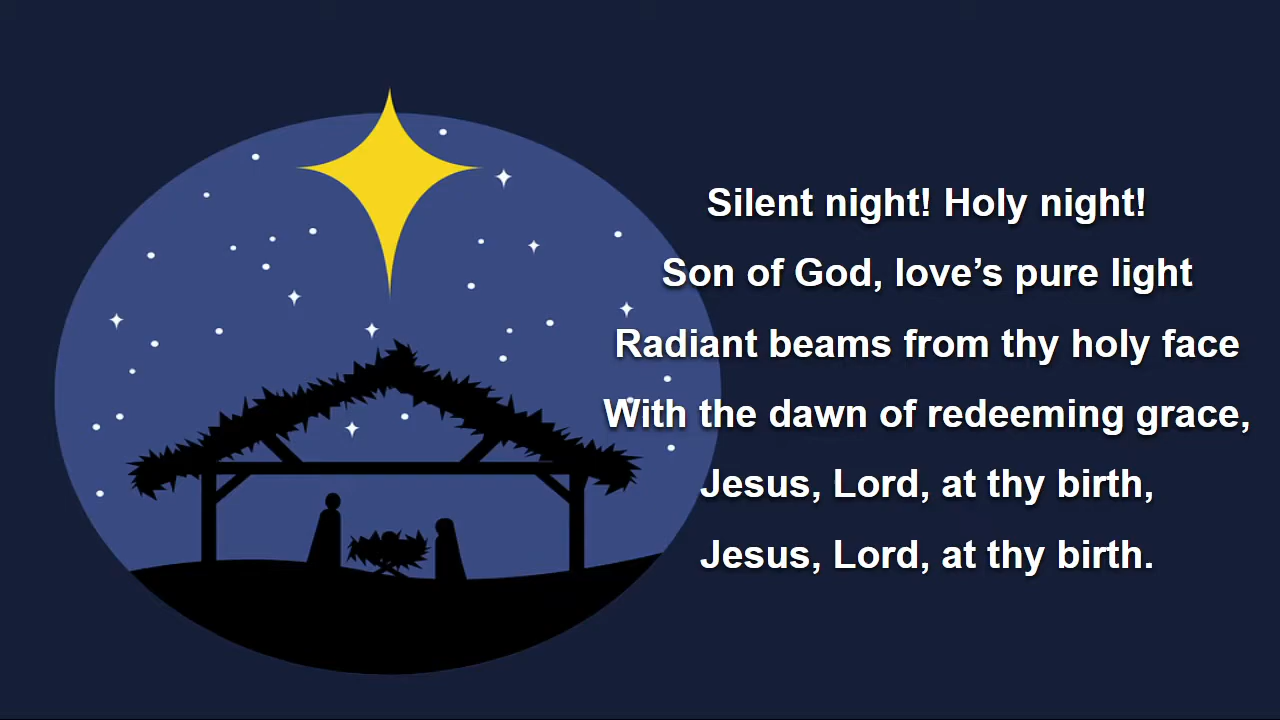 Silent night! Holy night!
Son of God, love’s pure light
Radiant beams from thy holy face
With the dawn of redeeming grace,
Jesus, Lord, at thy birth,
Jesus, Lord, at thy birth.